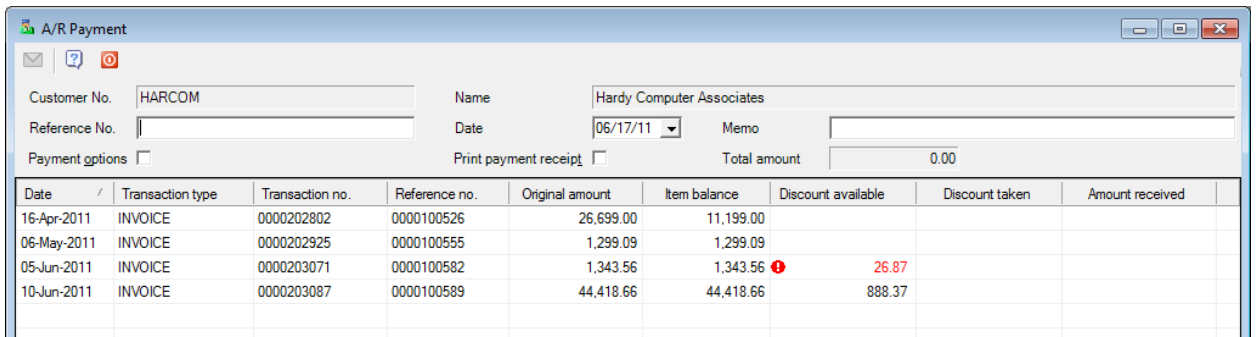 A/R Payment
Customer No. HARCOM Name Hardy Computer Associates
Reference No. Date 06/17/11 Memo
Payment options Print payment receipt Total amount 0.00
Date Transaction type Transaction no. Reference no. Original amount Item balance Discount available Discount taken Amount received
16-Apr-2011 INVOICE 0000202802 0000100526 26,699.00 11,199.00
06-May-2011 INVOICE 0000202925 0000100555 1,299.09 1,299.09
05-Jun-2011 INVOICE 0000203071 0000100582 1,343.56 1,343.56 26.87
10-Jun-2011 INVOICE 0000203087 0000100589 44,418.66 44,418.66 888.37